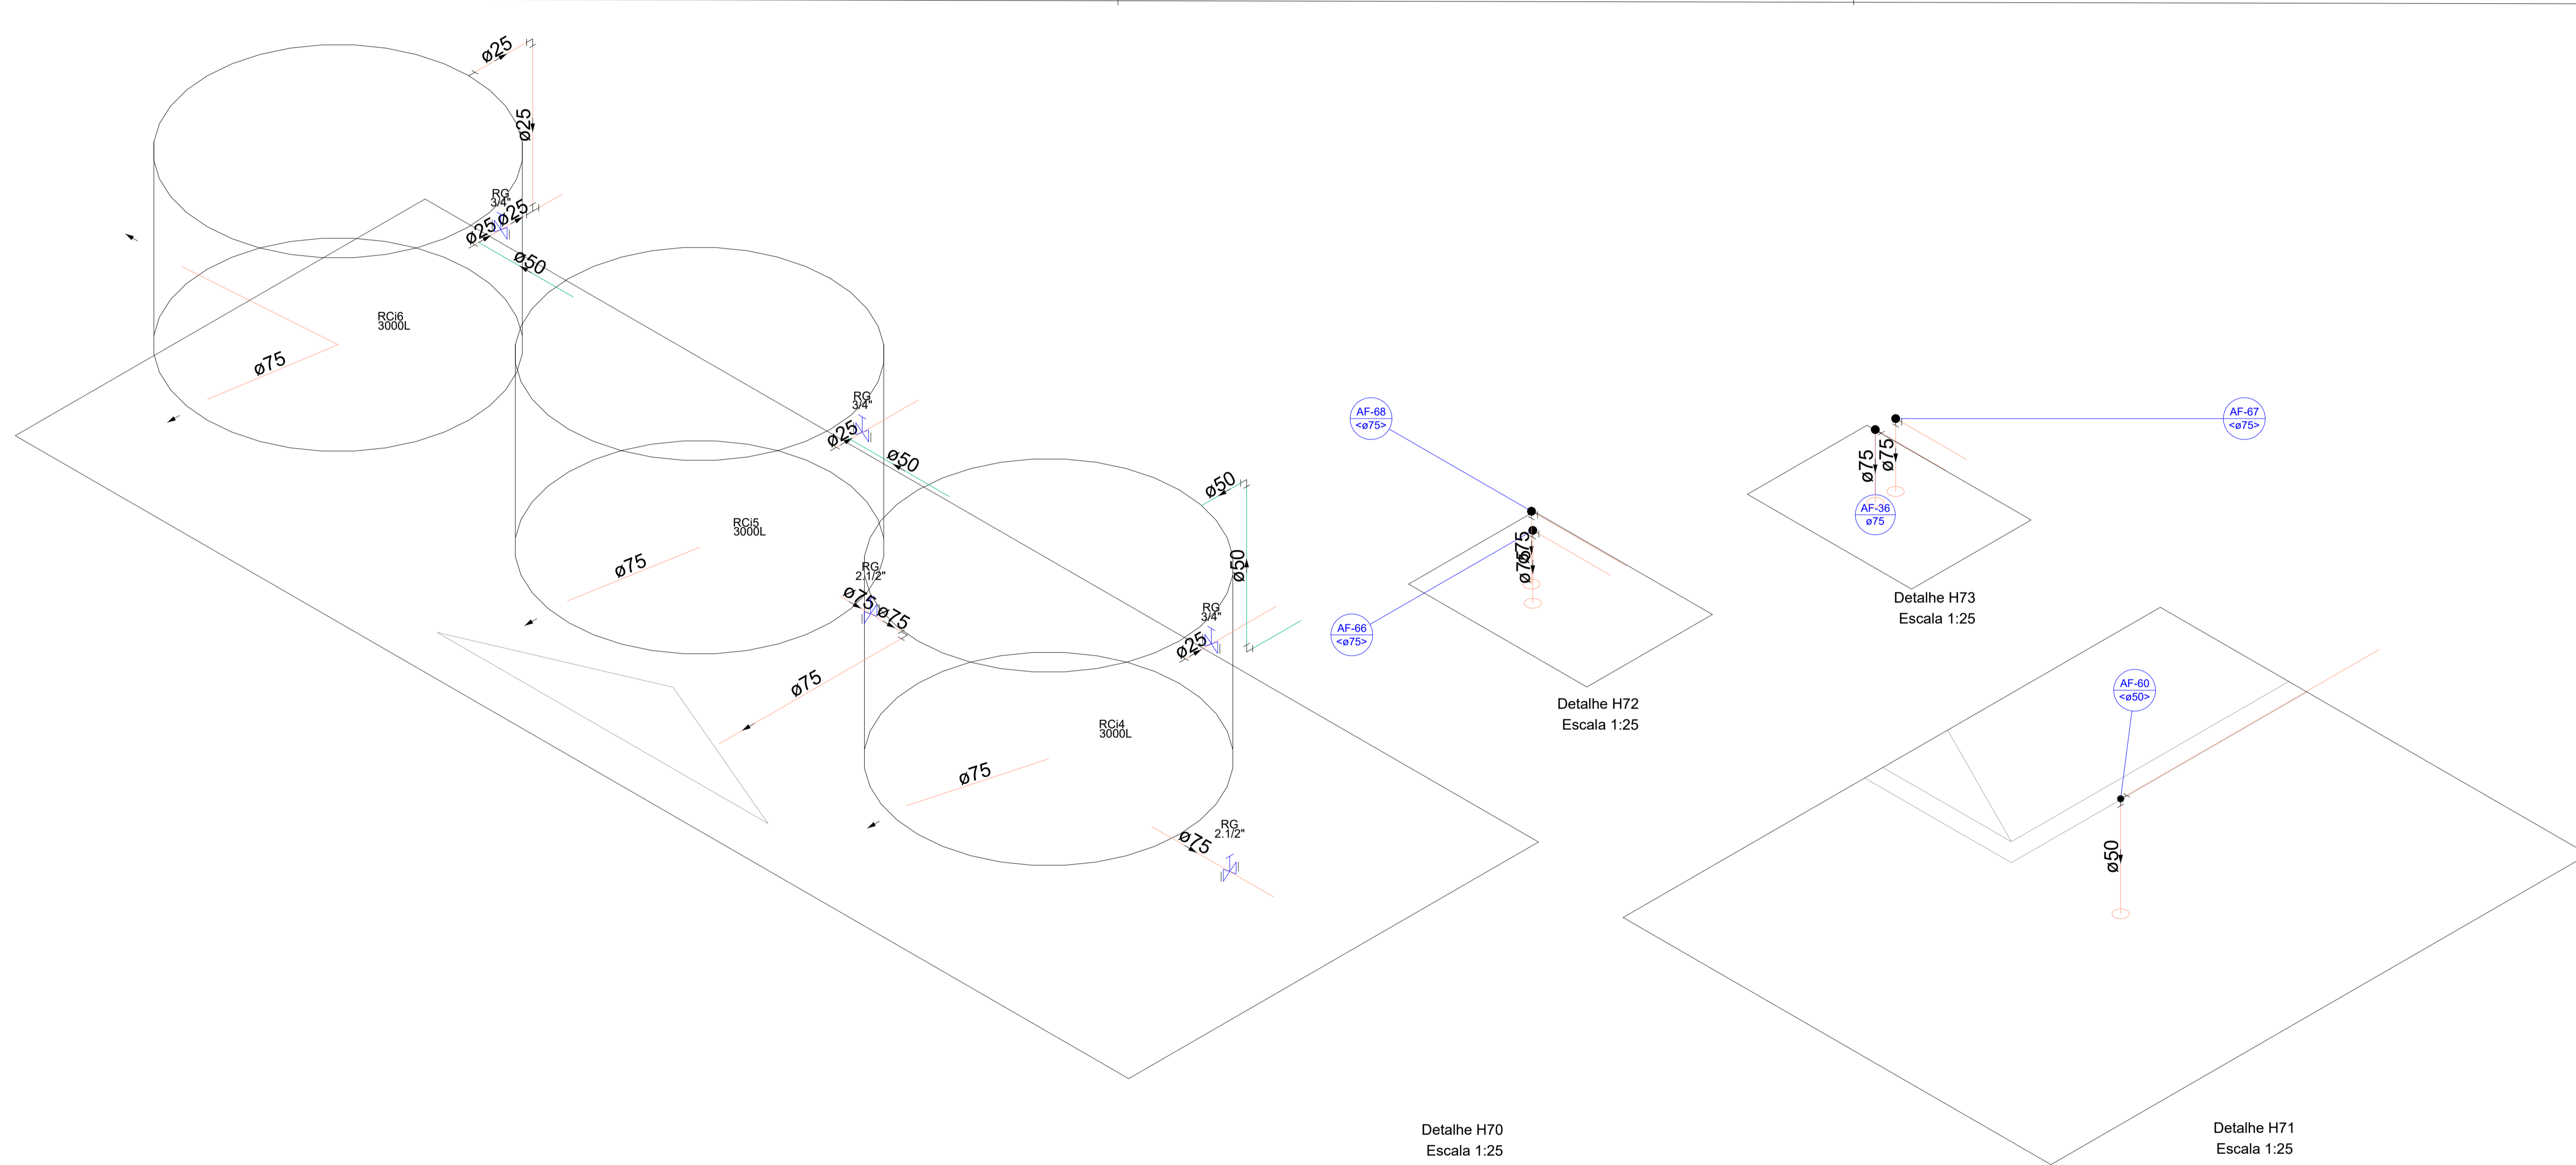 ø25
ø25
RG
3/4"
ø25
ø25
ø50
RCi6
3000L
ø75
RG
3/4"
ø25
ø50
RCi5
3000L
ø75
RG
2.1/2"
ø75
ø75
ø75
ø50
ø50
RG
3/4"
ø25
RCi4
3000L
ø75
RG
2.1/2"
ø75
Detalhe H70
Escala 1:25
AF-68
<ø75>
ø75
ø75
AF-66
<ø75>
Detalhe H72
Escala 1:25
AF-67
<ø75>
ø75
ø75
AF-36
ø75
Detalhe H73
Escala 1:25
AF-60
<ø50>
ø50
Detalhe H71
Escala 1:25